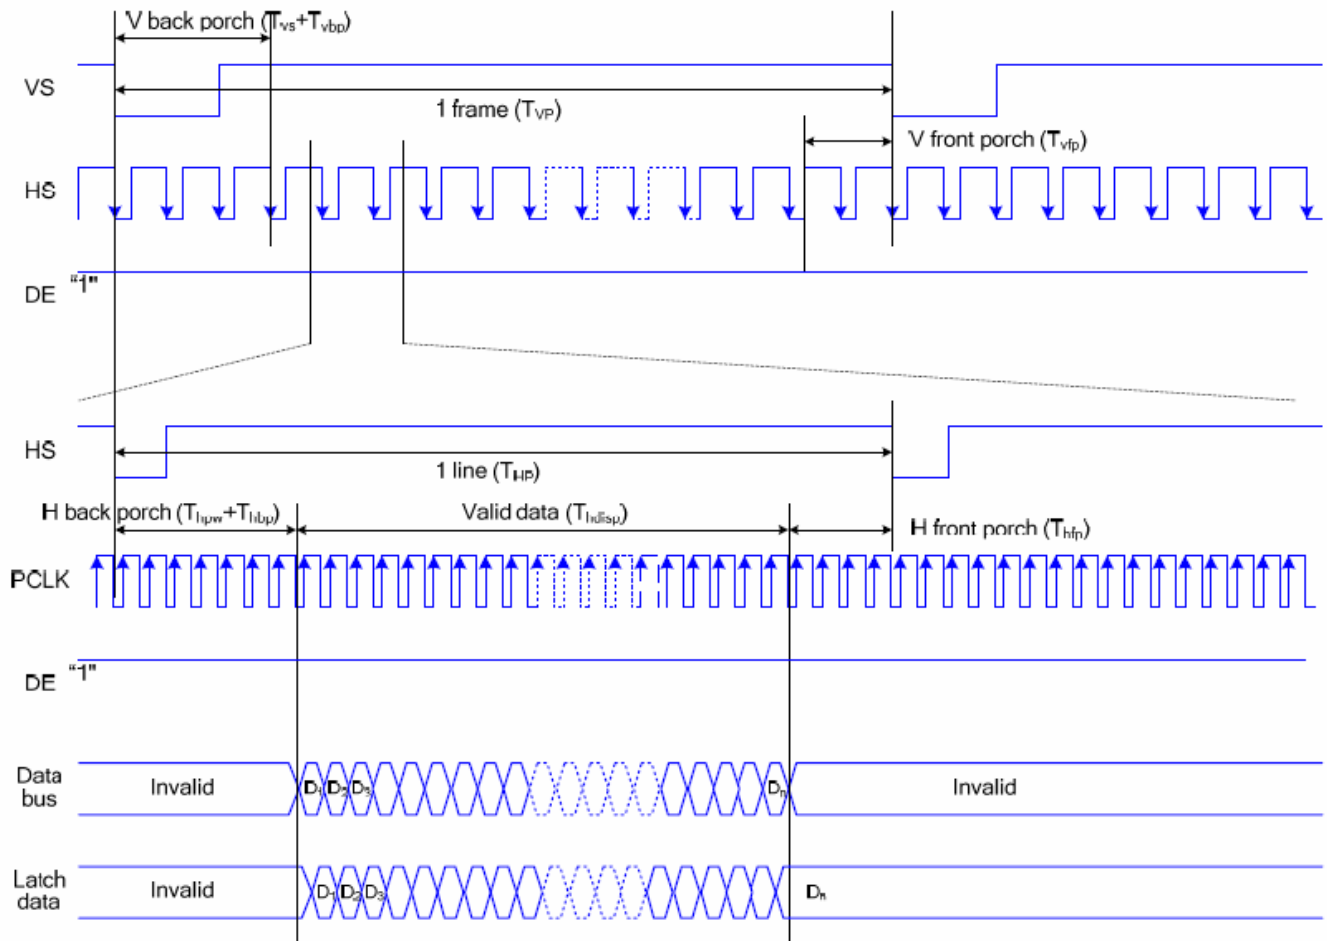 V back porch (Tvs+Tvbp)
VS
1 frame (TVP)
V front porch (Tvfp)
HS
DE "1"
HS
1 line (THP)
H back porch (Thpw+Thbp)
Valid data (Thdisp)
H front porch (Thfp)
PCLK
DE "1"
Data
bus
Invalid
D1 D2 D3
Dn
Invalid
Latch
data
Invalid
D1 D2 D3
Dn